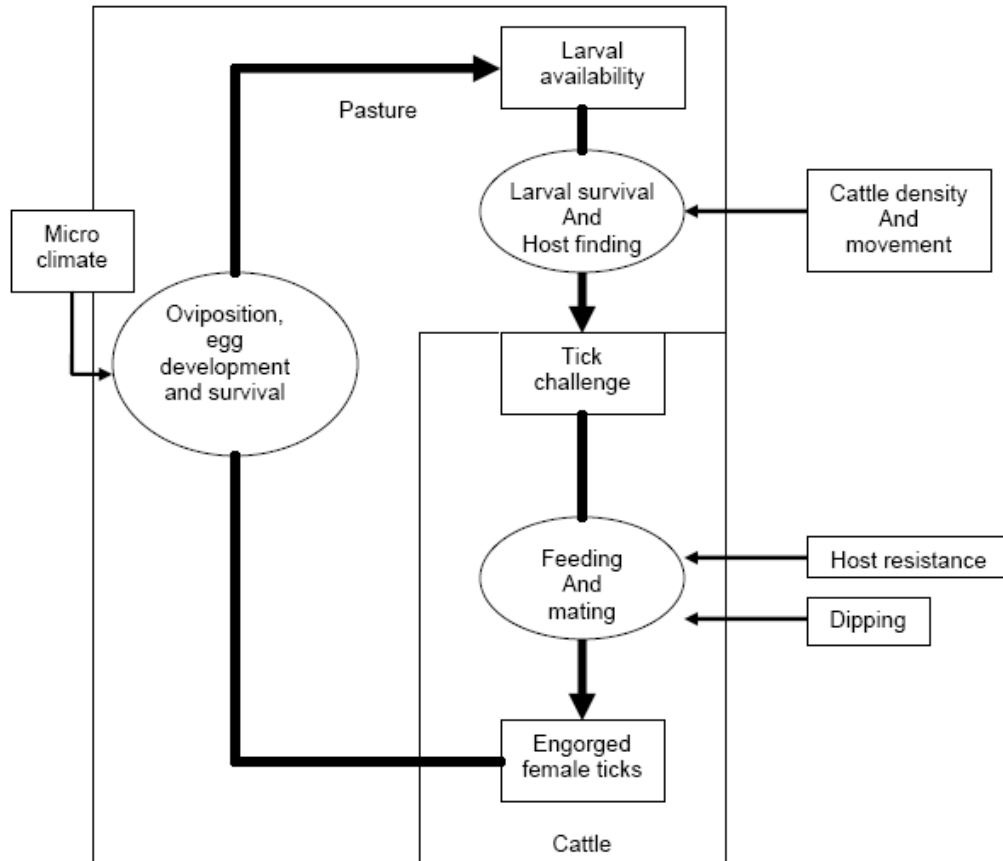 Larval
availability
Pasture
Larval survival
And
Host finding
Cattle density
And
movement
Micro
climate
Oviposition,
egg
development
and survival
Tick
challenge
Feeding
And
mating
Host resistance
Dipping
Engorged
female ticks
Cattle